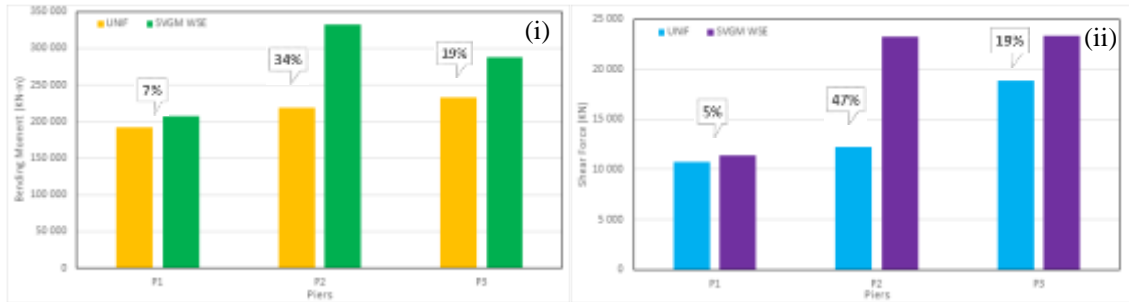 UNIF SVGM WSE (i)
350 000
300 000
250 000
200 000
150 000
100 000
50 000
0
Bending Moment (KN-m)
7%
34%
19%
P1 P2 P3
Piers
UNIF SVGM WSE (ii)
25 000
20 000
15 000
10 000
5 000
0
Shear Force (KN)
5%
47%
19%
P1 P2 P3
Piers